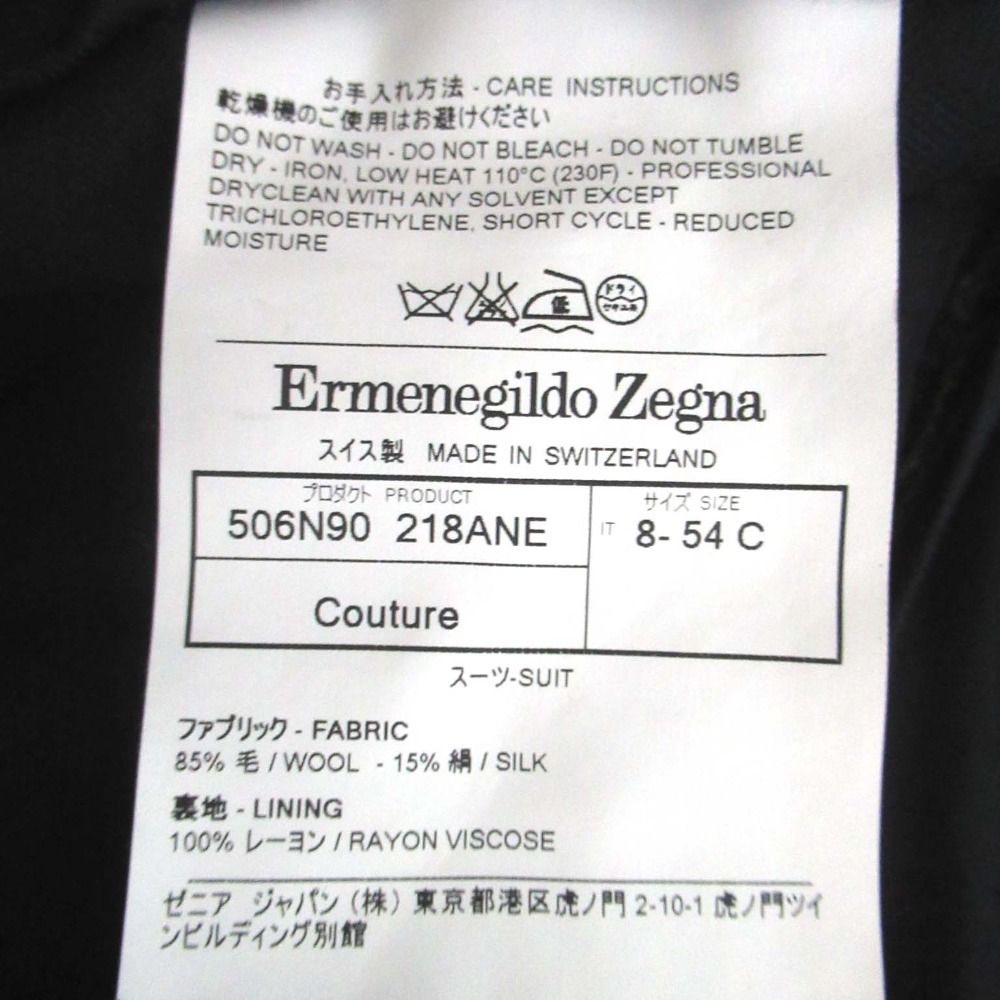 お手入れ方法 - CARE INSTRUCTIONS
乾燥機のご使用はお避けください
DO NOT WASH - DO NOT BLEACH - DO NOT TUMBLE
DRY - IRON, LOW HEAT 110°C (230F) - PROFESSIONAL
DRYCLEAN WITH ANY SOLVENT EXCEPT
TRICHLOROETHYLENE, SHORT CYCLE - REDUCED
MOISTURE
低 ドライ
セキユ系
Ermenegildo Zegna
スイス製 MADE IN SWITZERLAND
プロダクト PRODUCT
506N90 218ANE
Couture
サイズ SIZE
IT 8- 54 C
スーツ-SUIT
ファブリック - FABRIC
85% 毛 / WOOL - 15% 絹 / SILK
裏地 - LINING
100% レーヨン / RAYON VISCOSE
ゼニア ジャパン (株) 東京都港区虎ノ門 2-10-1 虎ノ門ツイ
ンビルディング別館